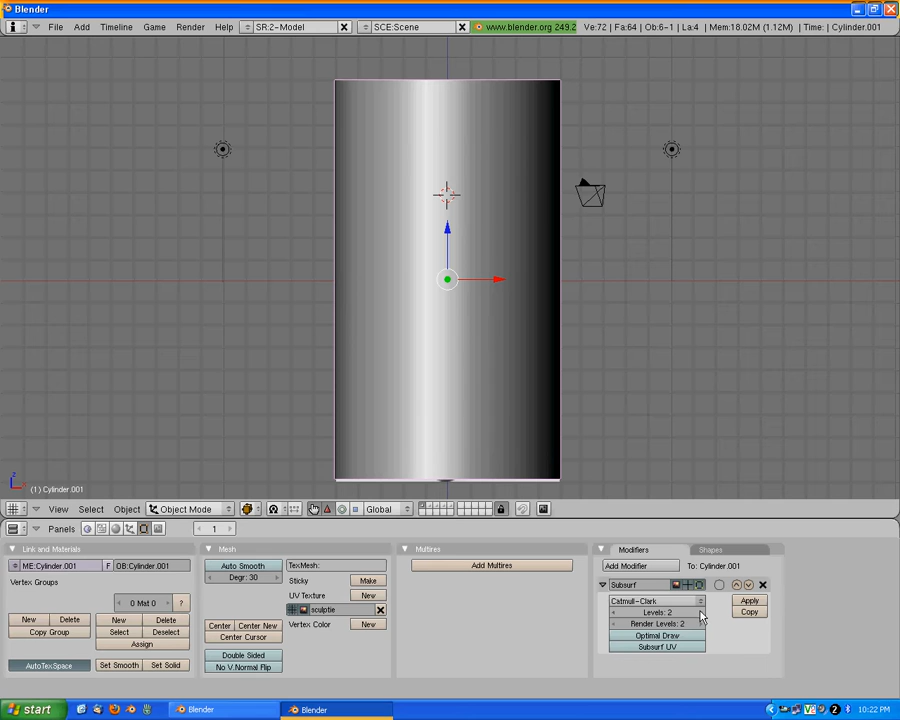 Blender
File Add Timeline Game Render Help SR:2-Model SCE:Scene www.blender.org 249.2 Ve:72 | Fa:64 | Ob:6-1 | La:4 | Mem:18.02M (1.12M) | Time: | Cylinder.001
z
x
(1) Cylinder.001
View Select Object Object Mode Global
Panels 1
Link and Materials
ME:Cylinder.001 F OB:Cylinder.001
Vertex Groups
0 Mat 0 ?
New Delete New Delete
Copy Group Select Deselect
Assign
AutoTexSpace Set Smooth Set Solid
Mesh
Auto Smooth TexMesh:
Degr: 30 Sticky Make
UV Texture New
sculptie
Center Center New Vertex Color New
Center Cursor
Double Sided
No V.Normal Flip
Multires
Add Multires
Modifiers Shapes
Add Modifier To: Cylinder.001
Subsurf
Catmull-Clark Apply
Levels: 2 Copy
Render Levels: 2
Optimal Draw
Subsurf UV
start Blender Blender 2 10:22 PM